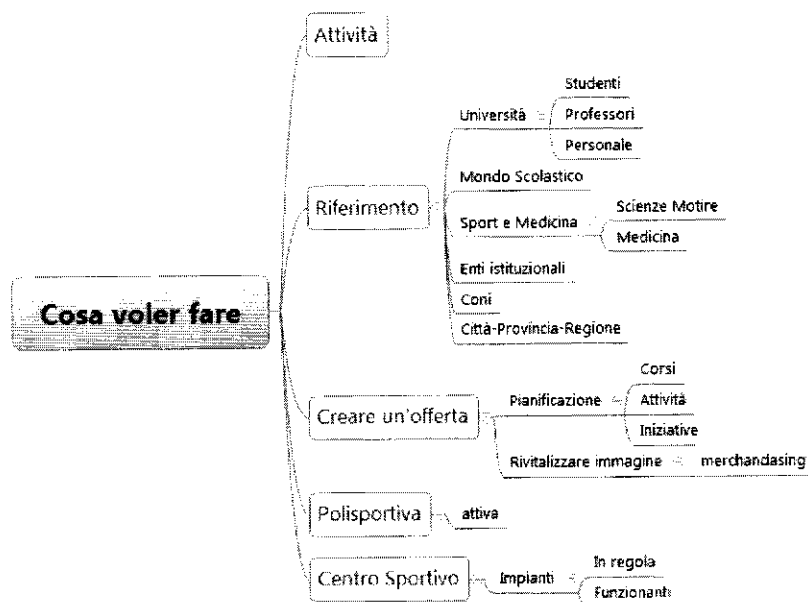 Attività
Studenti
Università
Professori
Personale
Mondo Scolastico
Riferimento
Scienze Motire
Sport e Medicina
Medicina
Enti istituzionali
Cosa voler fare
Coni
Città-Provincia-Regione
Corsi
Pianificazione
Attività
Creare un'offerta
Iniziative
Rivitalizzare immagine
merchandasing
Polisportiva
attiva
In regola
Centro Sportivo
Impianti
Funzionanti